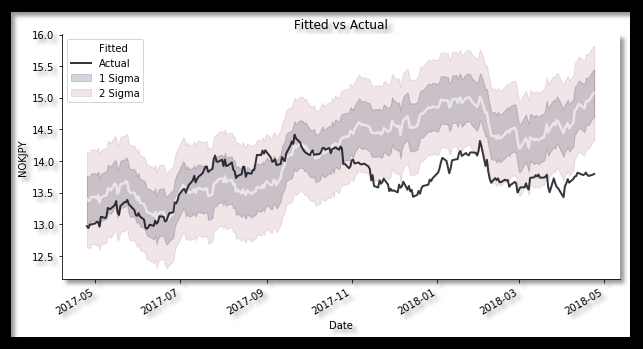 Fitted vs Actual
Fitted
Actual
1 Sigma
2 Sigma
NOKJPY
16.0
15.5
15.0
14.5
14.0
13.5
13.0
12.5
2017-05
2017-07
2017-09
2017-11
2018-01
2018-03
2018-05
Date